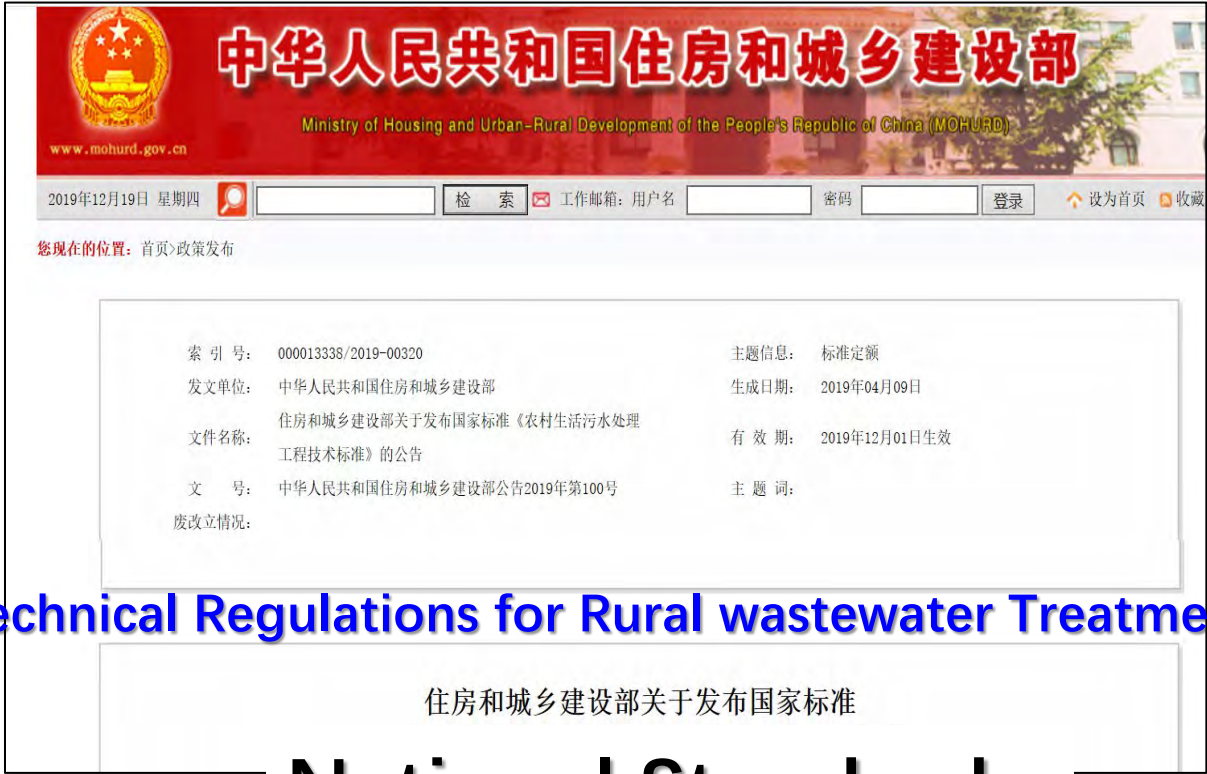 中华人民共和国住房和城乡建设部
Ministry of Housing and Urban-Rural Development of the People's Republic of China (MOHURD)
www.mohurd.gov.cn
2019年12月19日 星期四 检 索 工作邮箱：用户名 密码 登录 设为首页 收藏
您现在的位置：首页>政策发布
索 引 号： 000013338/2019-00320 主题信息： 标准定额
发文单位： 中华人民共和国住房和城乡建设部 生成日期： 2019年04月09日
文件名称： 住房和城乡建设部关于发布国家标准《农村生活污水处理
工程技术标准》的公告 有 效 期： 2019年12月01日生效
文 号： 中华人民共和国住房和城乡建设部公告2019年第100号 主 题 词：
废改立情况：
echnical Regulations for Rural wastewater Treatme
住房和城乡建设部关于发布国家标准
National Standard